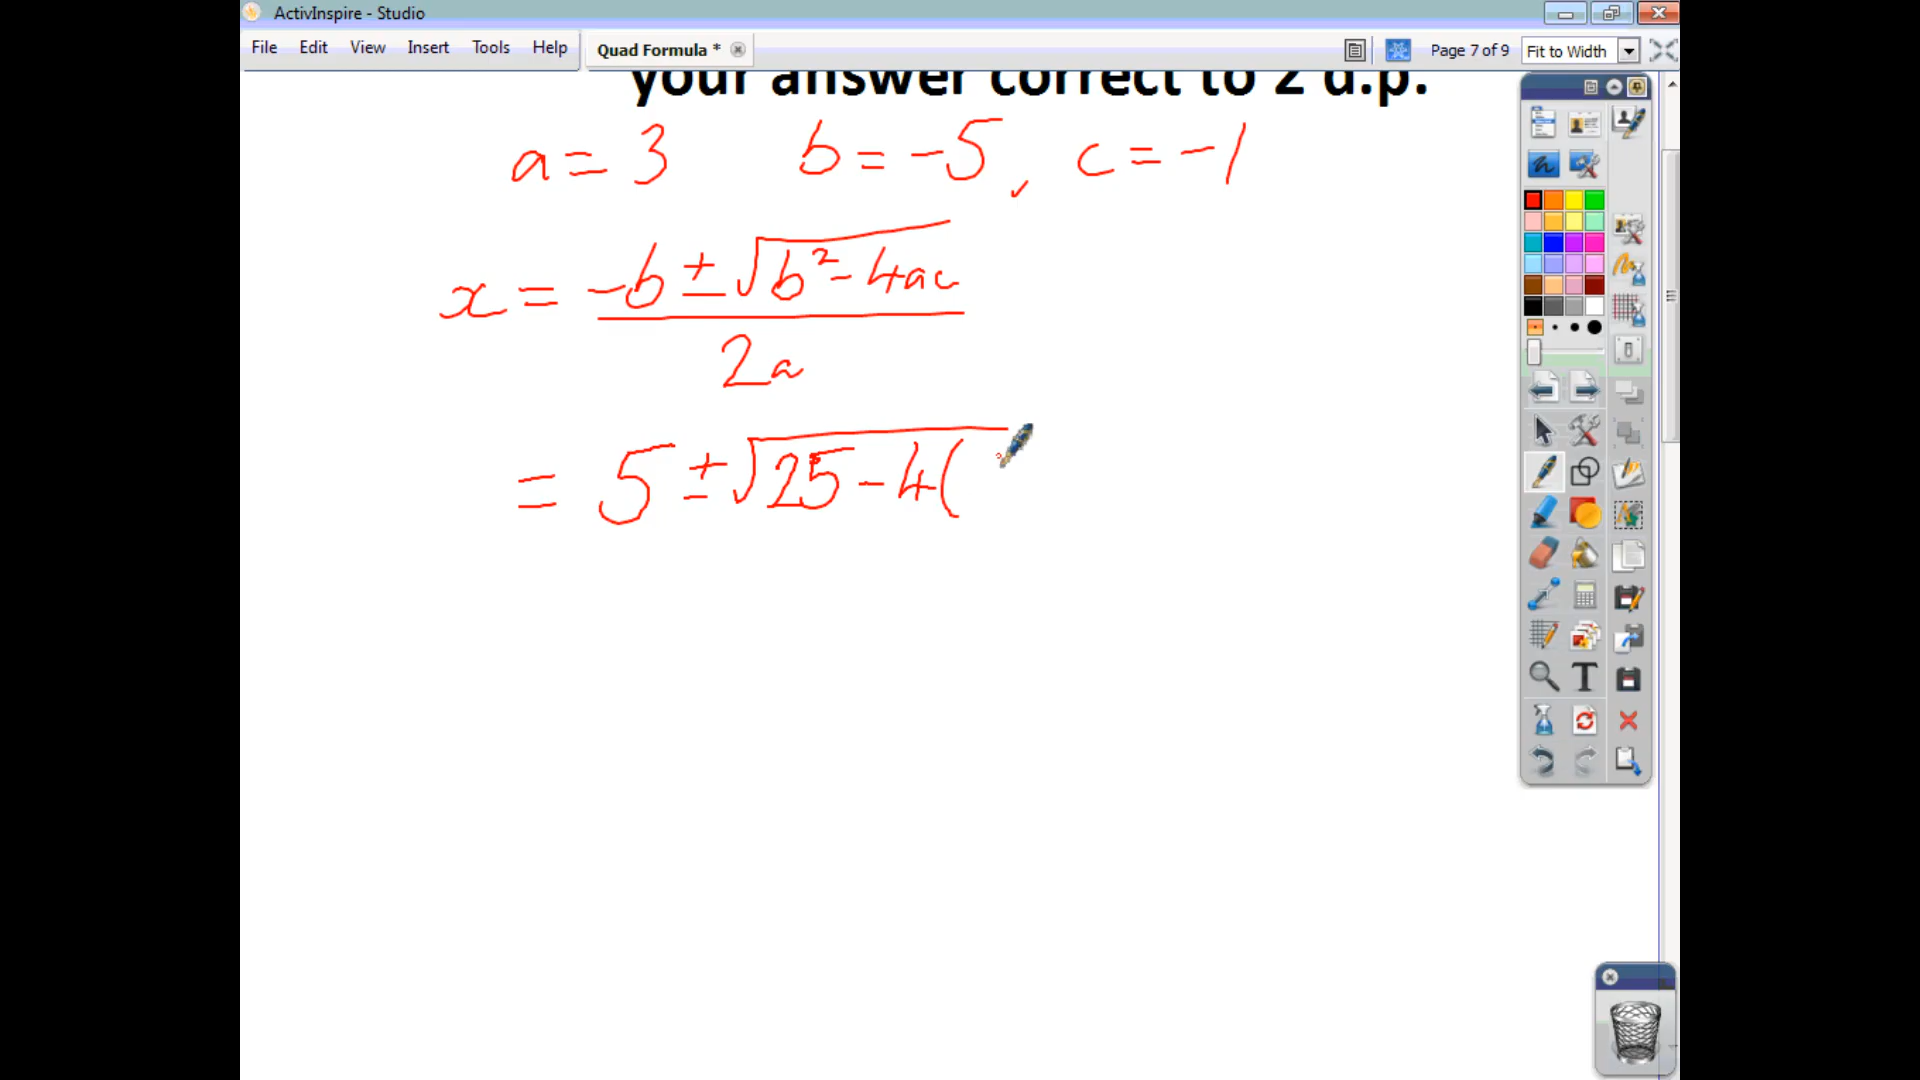 ActivInspire - Studio
File Edit View Insert Tools Help Quad Formula * Page 7 of 9 Fit to Width
your answer correct to 2 d.p.
a = 3 b = -5, c = -1
x = -b ± √b² - 4ac
2a
= 5 ± √25 - 4(